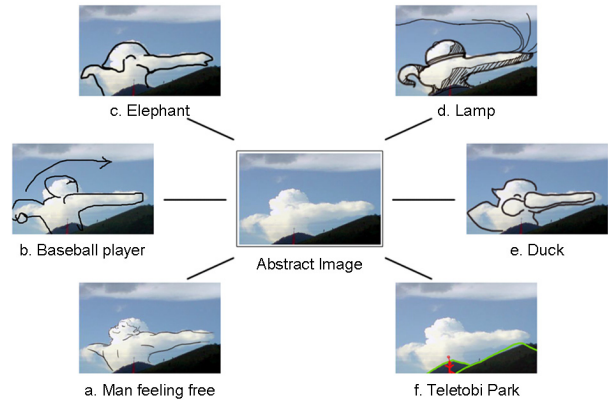 c. Elephant
d. Lamp
b. Baseball player
Abstract Image
e. Duck
a. Man feeling free
f. Teletobi Park